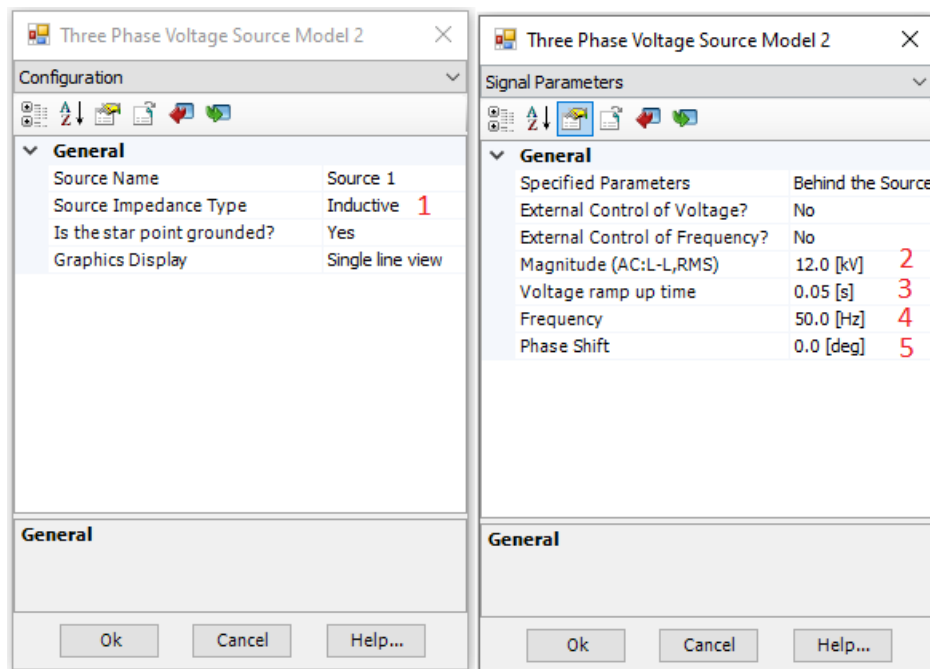 Three Phase Voltage Source Model 2
Configuration
General
Source Name Source 1
Source Impedance Type Inductive 1
Is the star point grounded? Yes
Graphics Display Single line view
General
Ok Cancel Help...
Three Phase Voltage Source Model 2
Signal Parameters
General
Specified Parameters Behind the Source
External Control of Voltage? No
External Control of Frequency? No
Magnitude (AC:L-L,RMS) 12.0 [kV] 2
Voltage ramp up time 0.05 [s] 3
Frequency 50.0 [Hz] 4
Phase Shift 0.0 [deg] 5
General
Ok Cancel Help...